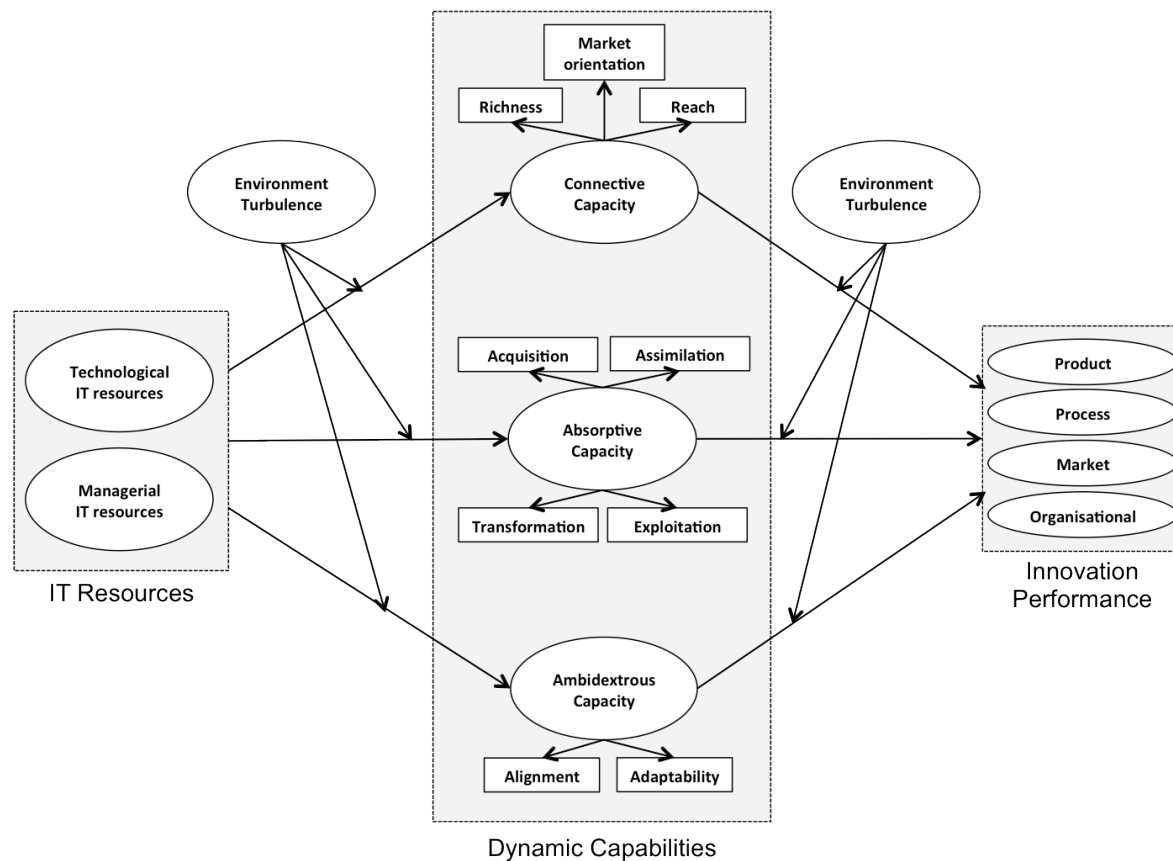 Market
orientation
Richness
Reach
Environment
Turbulence
Connective
Capacity
Environment
Turbulence
Technological
IT resources
Managerial
IT resources
IT Resources
Acquisition
Assimilation
Absorptive
Capacity
Transformation
Exploitation
Product
Process
Market
Organisational
Innovation
Performance
Ambidextrous
Capacity
Alignment
Adaptability
Dynamic Capabilities